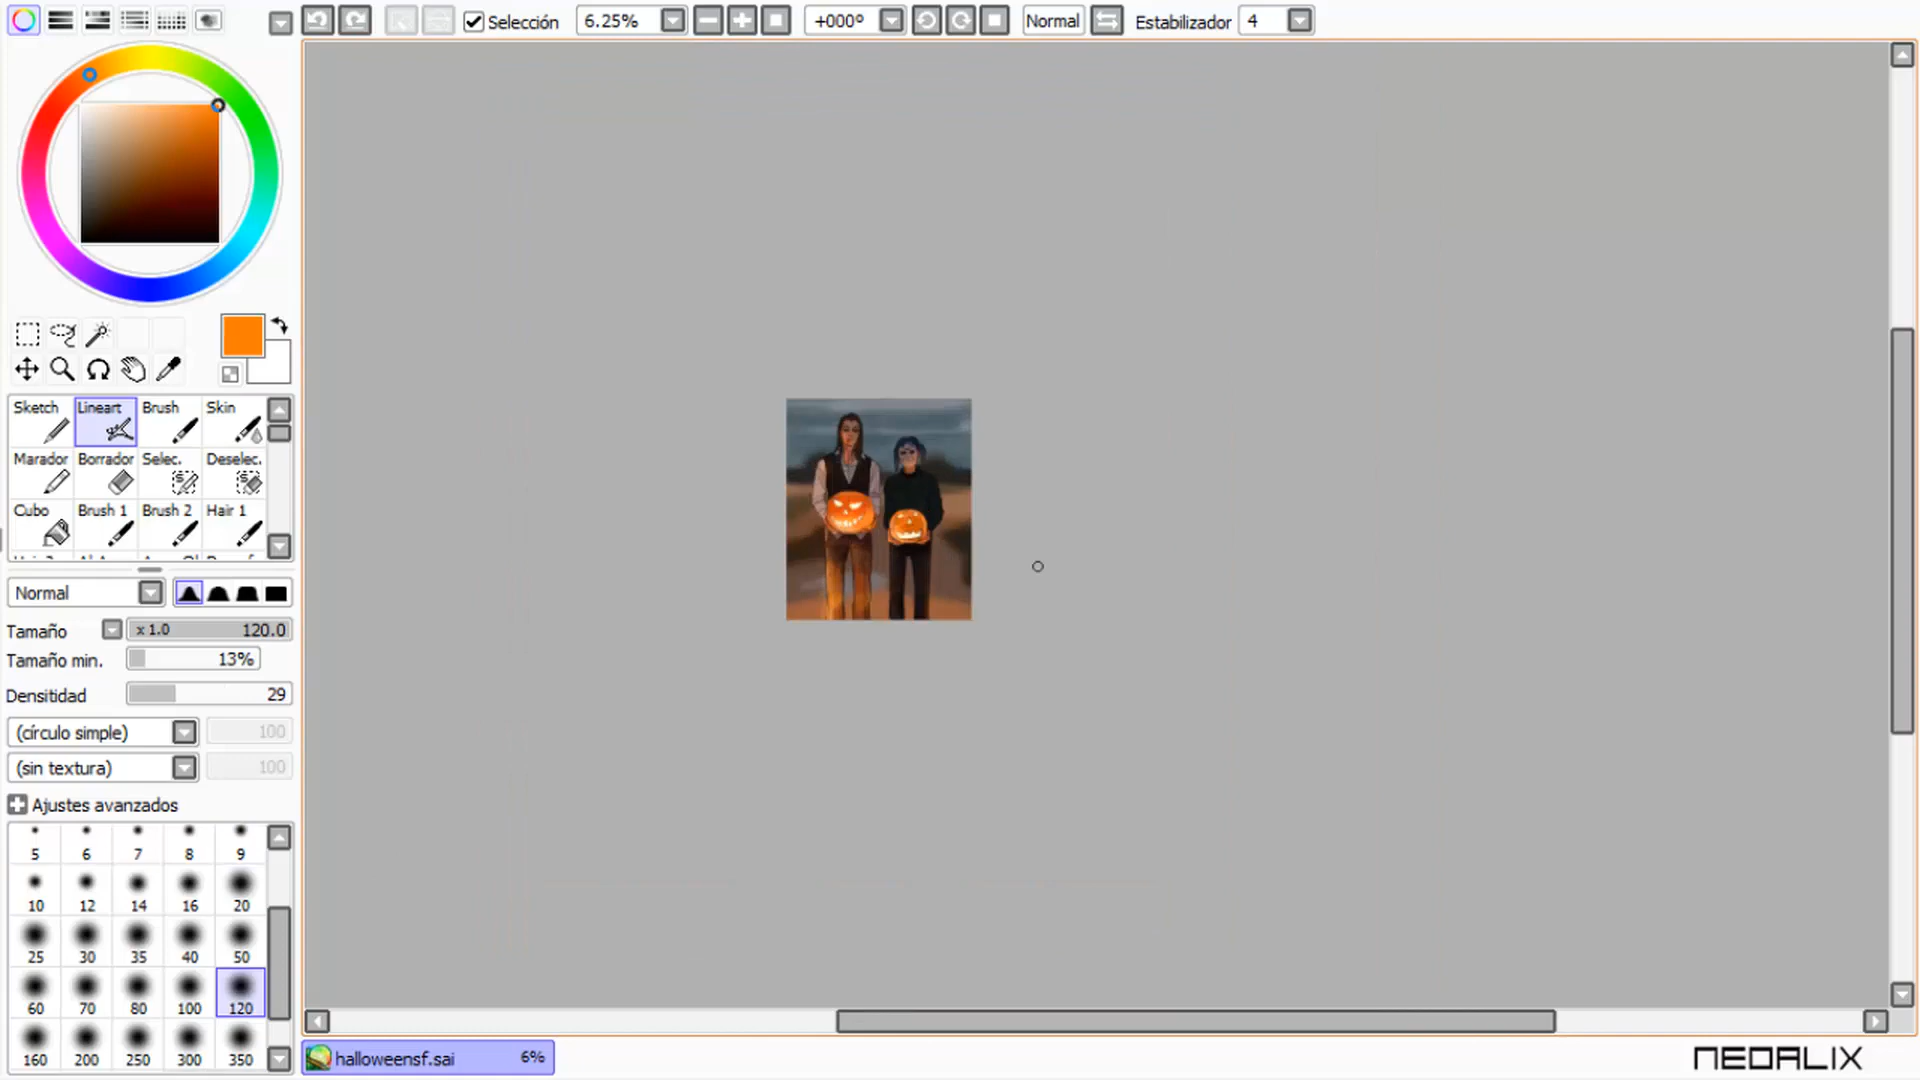 Selección 6.25% +000º Normal Estabilizador 4
Sketch Lineart Brush Skin
Marador Borrador Selec. Deselec.
Cubo Brush 1 Brush 2 Hair 1
Normal
Tamaño x 1.0 120.0
Tamaño min. 13%
Densitidad 29
(círculo simple) 100
(sin textura) 100
Ajustes avanzados
5 6 7 8 9
10 12 14 16 20
25 30 35 40 50
60 70 80 100 120
160 200 250 300 350
halloweensf.sai 6%
NEOALIX